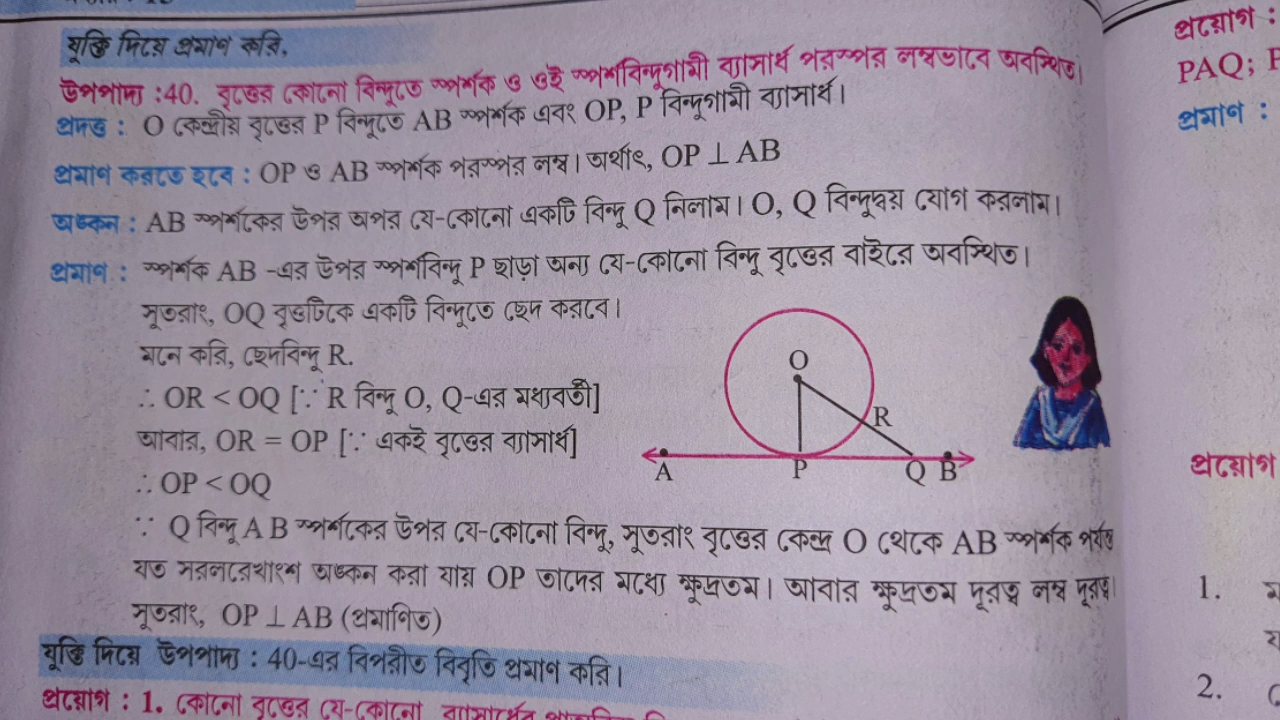 যুক্তি দিয়ে প্রমাণ করি,
উপপাদ্য :40. বৃত্তের কোনো বিন্দুতে স্পর্শক ও ওই স্পর্শবিন্দুগামী ব্যাসার্ধ পরস্পর লম্বভাবে অবস্থিত।
প্রদত্ত : O কেন্দ্রীয় বৃত্তের P বিন্দুতে AB স্পর্শক এবং OP, P বিন্দুগামী ব্যাসার্ধ।
প্রমাণ করতে হবে : OP ও AB স্পর্শক পরস্পর লম্ব। অর্থাৎ, OP ⊥ AB
অঙ্কন : AB স্পর্শকের উপর অপর যে-কোনো একটি বিন্দু Q নিলাম। O, Q বিন্দুদ্বয় যোগ করলাম।
প্রমাণ : স্পর্শক AB -এর উপর স্পর্শবিন্দু P ছাড়া অন্য যে-কোনো বিন্দু বৃত্তের বাইরে অবস্থিত।
সুতরাং, OQ বৃত্তটিকে একটি বিন্দুতে ছেদ করবে।
মনে করি, ছেদবিন্দু R.
∴ OR < OQ [∵ R বিন্দু O, Q-এর মধ্যবর্তী]
আবার, OR = OP [∵ একই বৃত্তের ব্যাসার্ধ]
∴ OP < OQ
O
R
A
P
Q
B
∵ Q বিন্দু A B স্পর্শকের উপর যে-কোনো বিন্দু, সুতরাং বৃত্তের কেন্দ্র O থেকে AB স্পর্শক পর্যন্ত
যত সরলরেখাংশ অঙ্কন করা যায় OP তাদের মধ্যে ক্ষুদ্রতম। আবার ক্ষুদ্রতম দূরত্ব লম্ব দূরত্ব।
সুতরাং, OP ⊥ AB (প্রমাণিত)
যুক্তি দিয়ে উপপাদ্য : 40-এর বিপরীত বিবৃতি প্রমাণ করি।
প্রয়োগ : 1. কোনো বৃত্তের যে-কোনো ব্যাসার্ধের
প্রয়োগ :
PAQ;
প্রমাণ :
প্রয়োগ
1.
2.